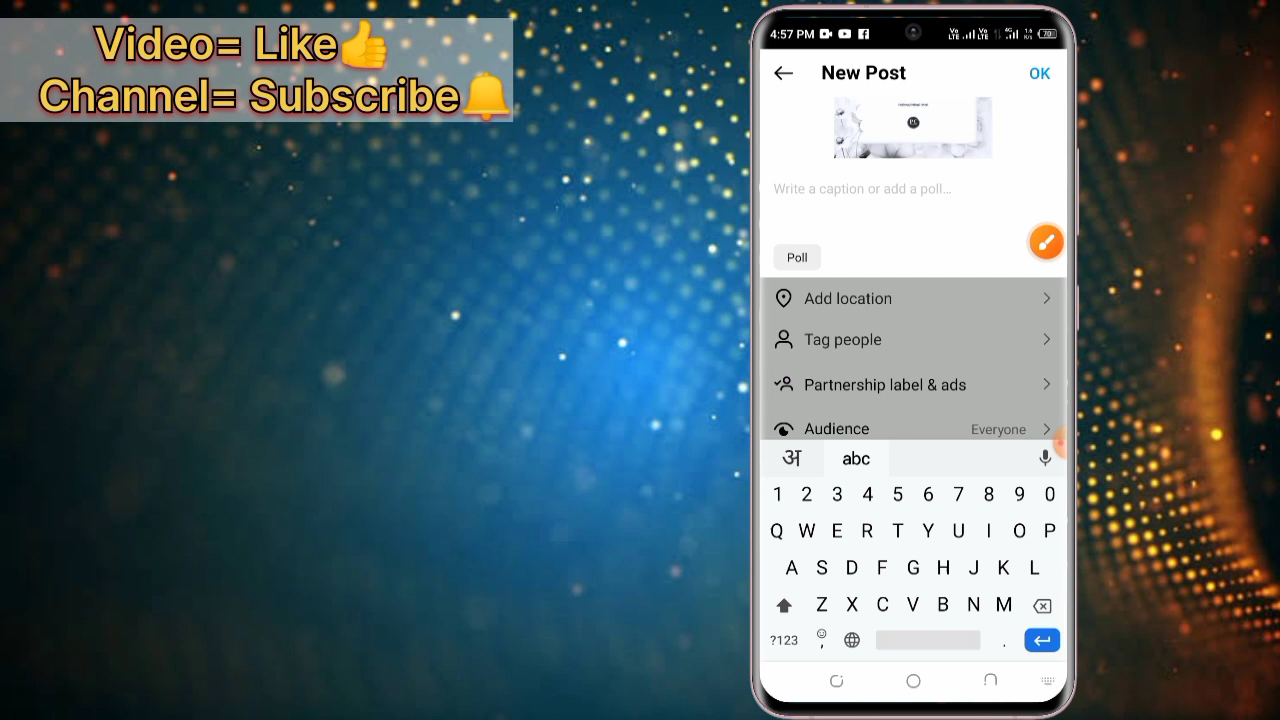 Video= Like👍
Channel= Subscribe🔔
4:57 PM
70
New Post
OK
Write a caption or add a poll...
Poll
Add location
Tag people
Partnership label & ads
Audience Everyone
अ abc
1 2 3 4 5 6 7 8 9 0
Q W E R T Y U I O P
A S D F G H J K L
Z X C V B N M
?123 , .